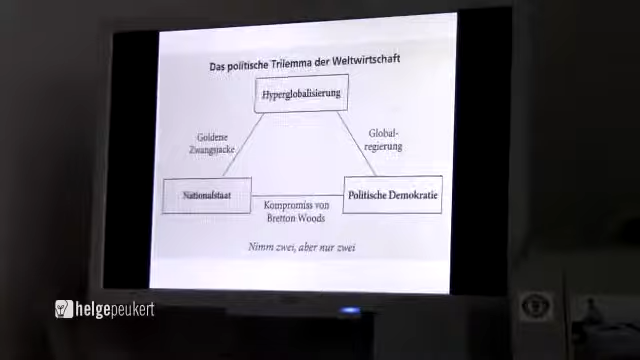 Das politische Trilemma der Weltwirtschaft
Hyperglobalisierung
Goldene
Zwangsjacke
Global-
regierung
Nationalstaat
Kompromiss von
Bretton Woods
Politische Demokratie
Nimm zwei, aber nur zwei
helgepeukert